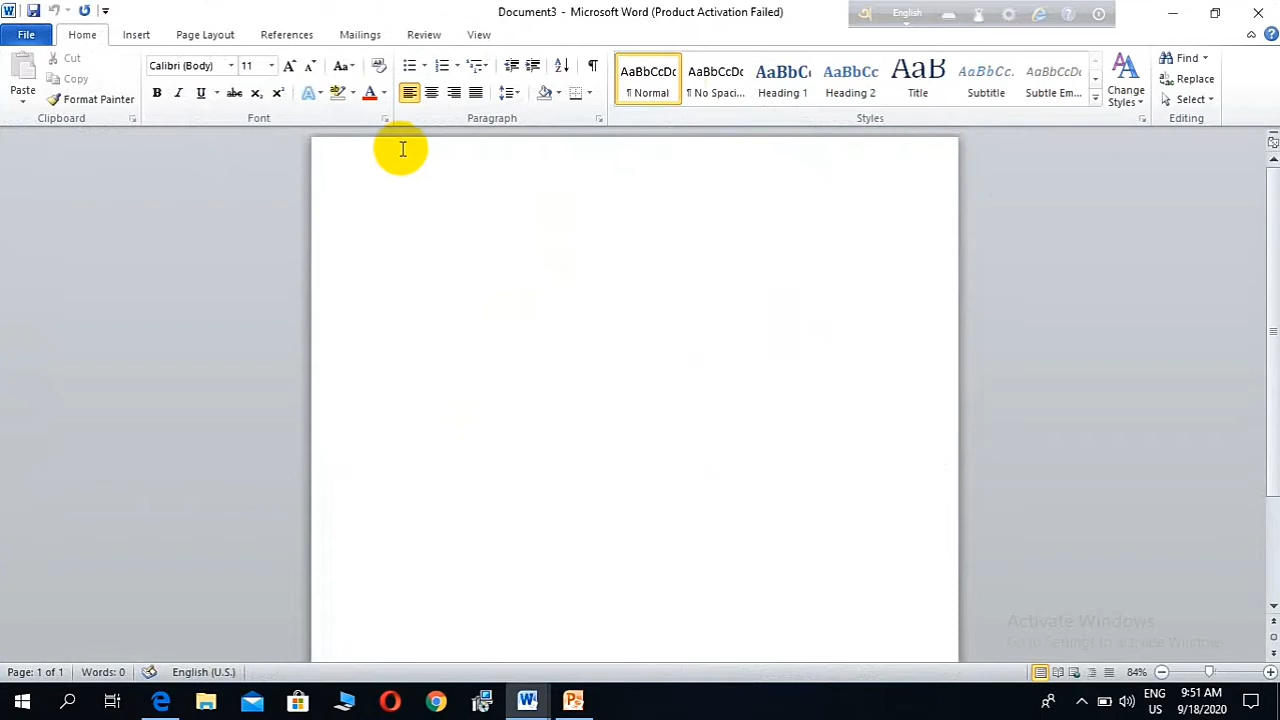 Document3 - Microsoft Word (Product Activation Failed)
English
File Home Insert Page Layout References Mailings Review View
Cut
Copy
Format Painter
Paste
Clipboard
Calibri (Body) 11
Font
Paragraph
AaBbCcDc AaBbCcDc AaBbC AaBbCc AaB AaBbCc. AaBbCcDc
¶ Normal ¶ No Spaci... Heading 1 Heading 2 Title Subtitle Subtle Em...
Change
Styles
Styles
Find
Replace
Select
Editing
Activate Windows
Go to Settings to activate Windows.
Page: 1 of 1 Words: 0 English (U.S.) 84%
ENG
US
9:51 AM
9/18/2020